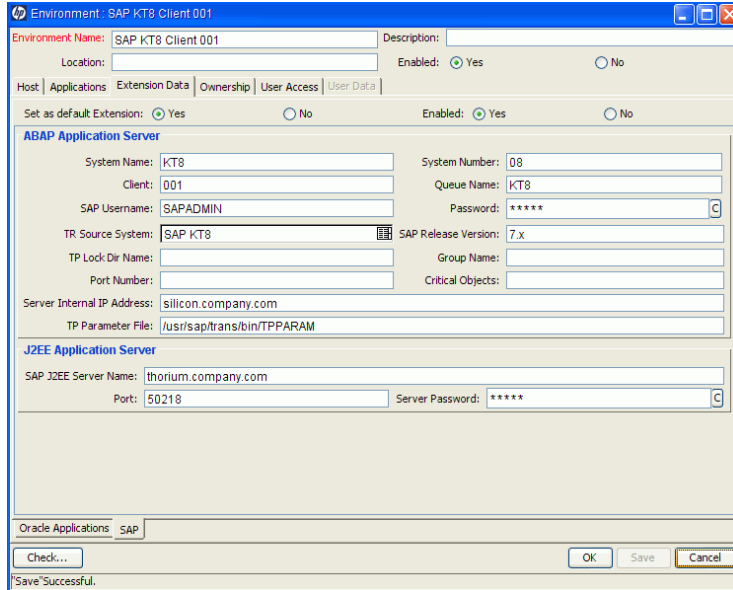 Environment : SAP KT8 Client 001
Environment Name: SAP KT8 Client 001 Description:
Location: Enabled: Yes No
Host Applications Extension Data Ownership User Access User Data
Set as default Extension: Yes No Enabled: Yes No
ABAP Application Server
System Name: KT8 System Number: 08
Client: 001 Queue Name: KT8
SAP Username: SAPADMIN Password: ***** C
TR Source System: SAP KT8 SAP Release Version: 7.x
TP Lock Dir Name: Group Name:
Port Number: Critical Objects:
Server Internal IP Address: silicon.company.com
TP Parameter File: /usr/sap/trans/bin/TPPARAM
J2EE Application Server
SAP J2EE Server Name: thorium.company.com
Port: 50218 Server Password: ***** C
Oracle Applications SAP
Check... OK Save Cancel
"Save"Successful.